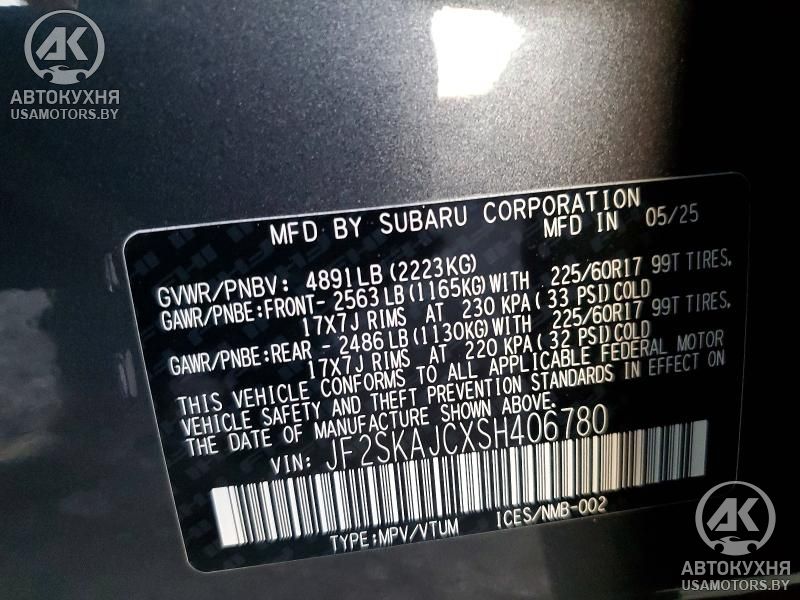 АК
АВТОКУХНЯ
USAMOTORS.BY
MFD BY SUBARU CORPORATION
MFD IN 05/25
GVWR/PNBV: 4891LB (2223KG)
GAWR/PNBE:FRONT- 2563LB (1165KG)WITH 225/60R17 99T TIRES.
17X7J RIMS AT 230 KPA( 33 PSI)COLD
GAWR/PNBE:REAR - 2486LB (1130KG)WITH 225/60R17 99T TIRES.
17X7J RIMS AT 220 KPA( 32 PSI)COLD
THIS VEHICLE CONFORMS TO ALL APPLICABLE FEDERAL MOTOR
VEHICLE SAFETY AND THEFT PREVENTION STANDARDS IN EFFECT ON
THE DATE OF MANUFACTURE SHOWN ABOVE.
VIN: JF2SKAJCXSH406780
TYPE:MPV/VTUM ICES/NMB-002
АК
АВТОКУХНЯ
USAMOTORS.BY